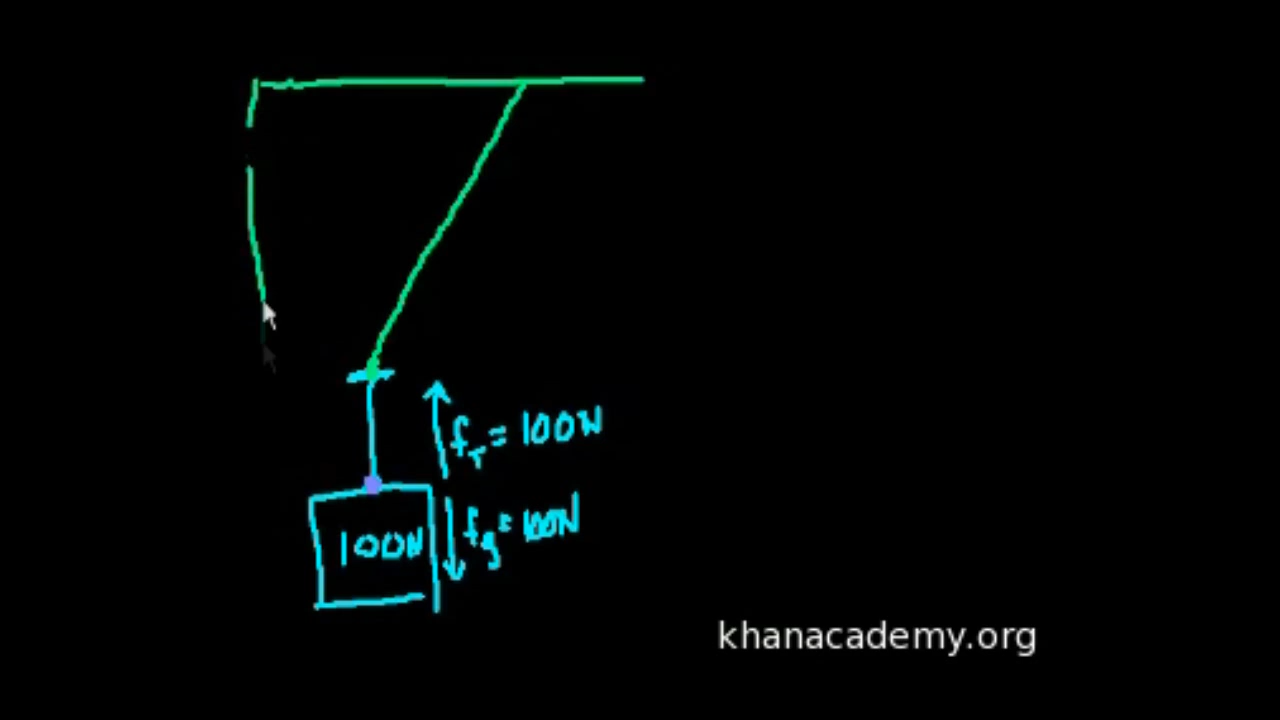 fT = 100N
fg = 100N
100N
khanacademy.org